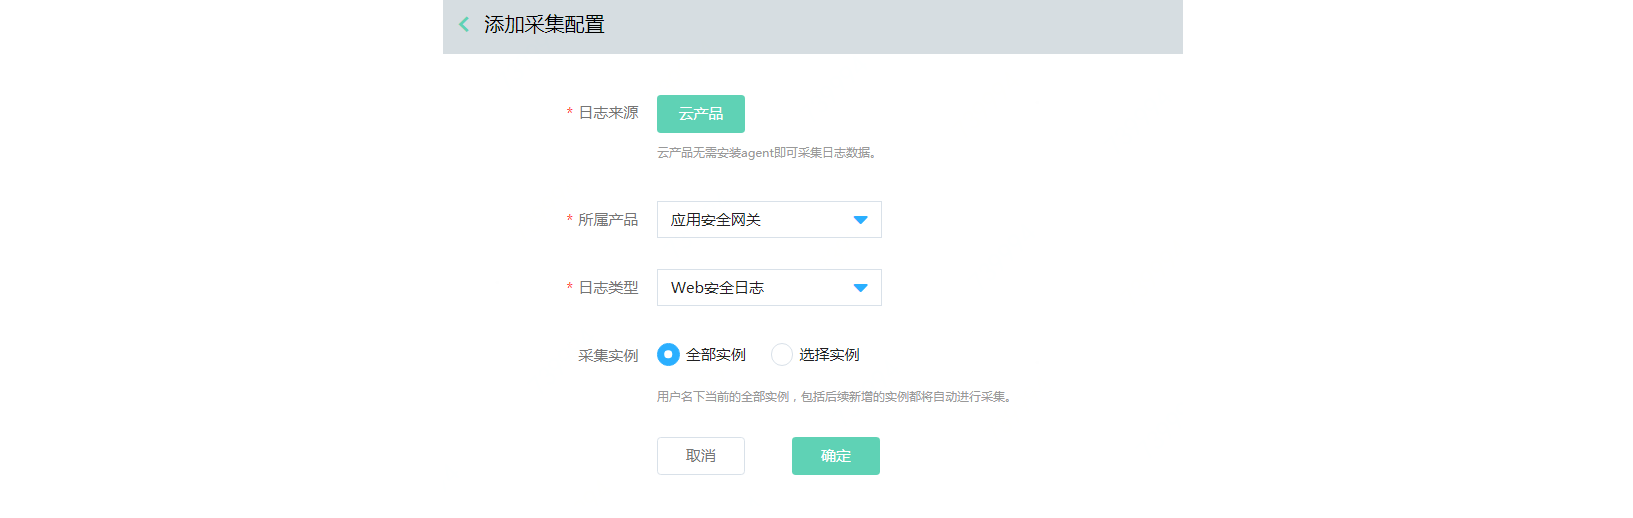 添加采集配置
* 日志来源 云产品
云产品无需安装agent即可采集日志数据。
* 所属产品 应用安全网关
* 日志类型 Web安全日志
采集实例 全部实例 选择实例
用户名下当前的全部实例，包括后续新增的实例都将自动进行采集。
取消 确定